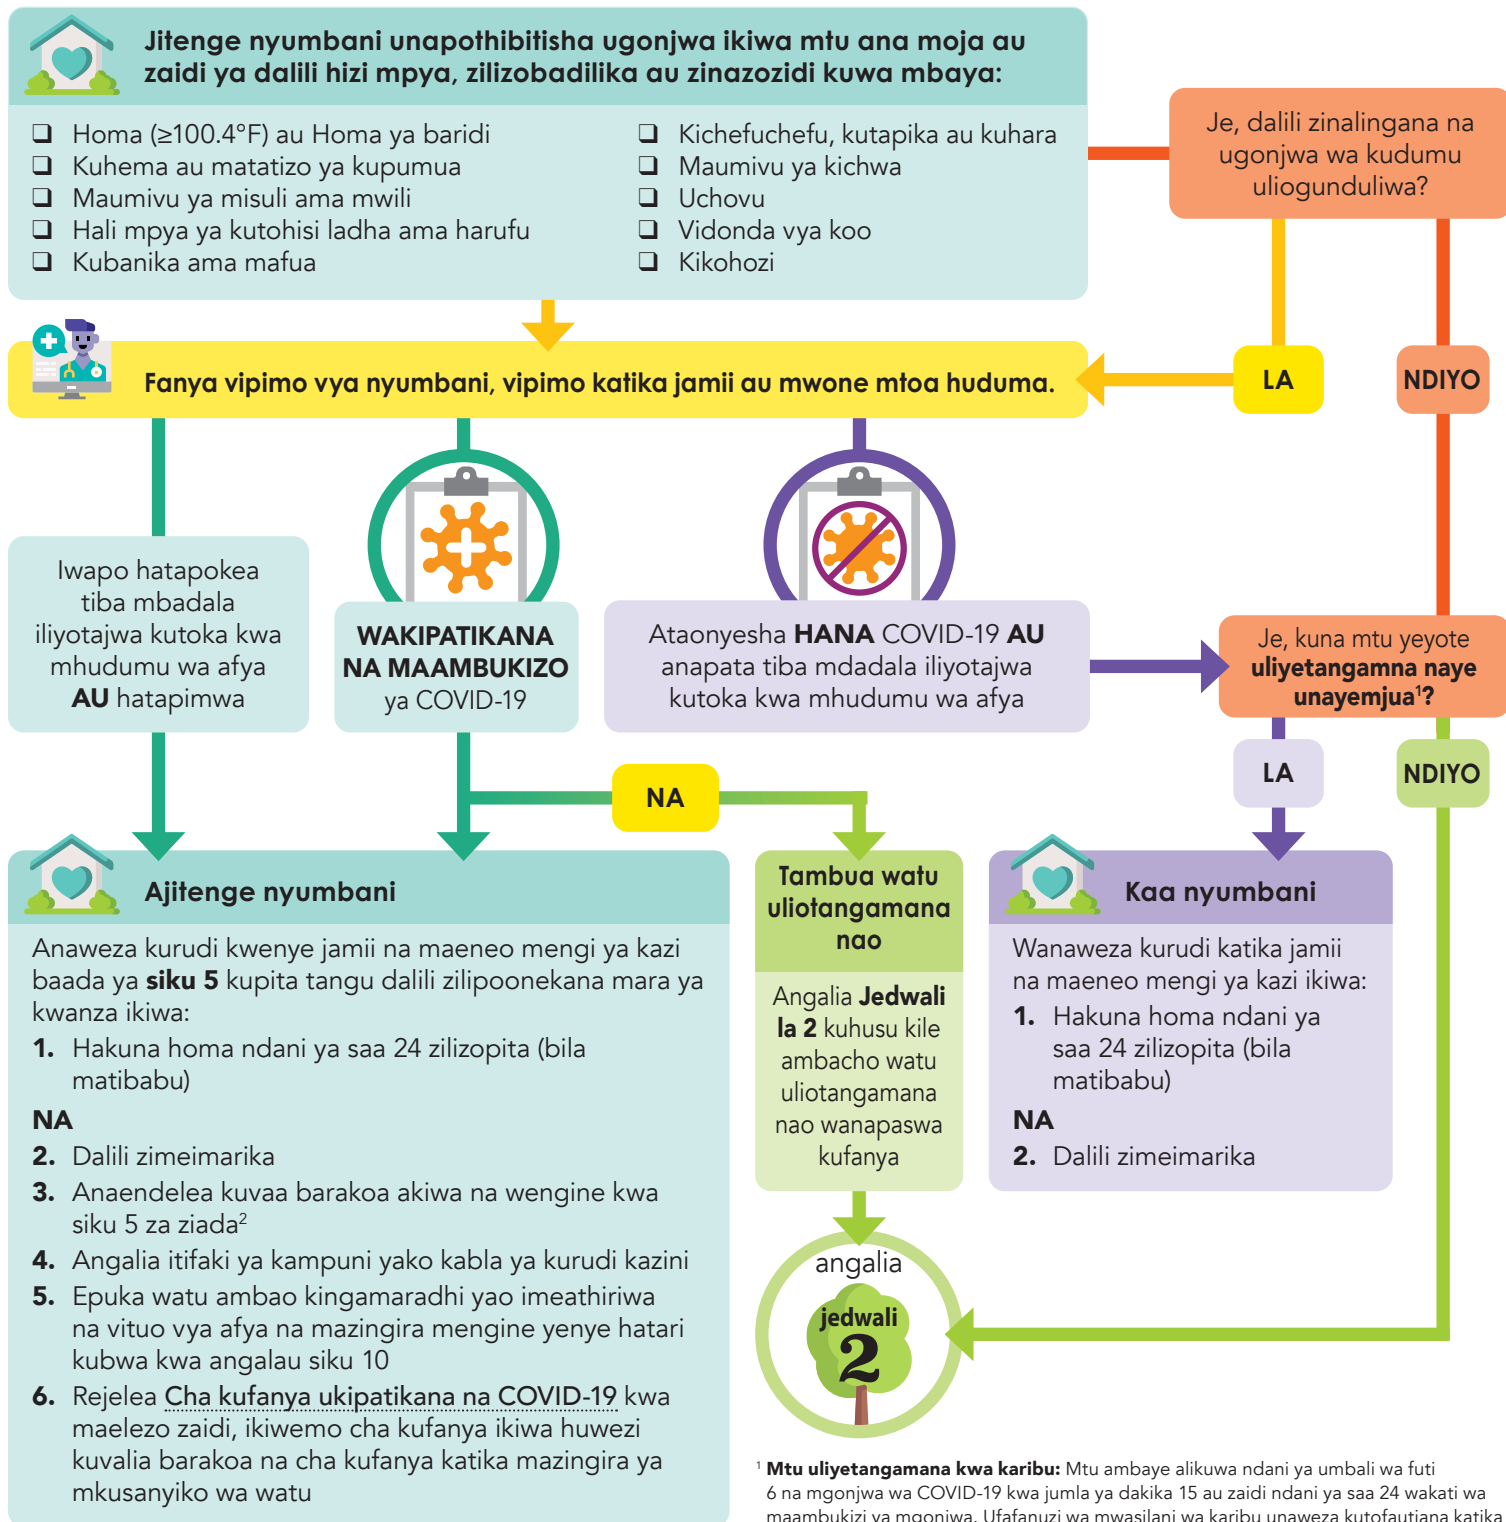 Jitenge nyumbani unapothibitisha ugonjwa ikiwa mtu ana moja au
zaidi ya dalili hizi mpya, zilizobadilika au zinazozidi kuwa mbaya:
❑ Homa (≥100.4°F) au Homa ya baridi
❑ Kuhema au matatizo ya kupumua
❑ Maumivu ya misuli ama mwili
❑ Hali mpya ya kutohisi ladha ama harufu
❑ Kubanika ama mafua
❑ Kichefuchefu, kutapika au kuhara
❑ Maumivu ya kichwa
❑ Uchovu
❑ Vidonda vya koo
❑ Kikohozi
Je, dalili zinalingana na
ugonjwa wa kudumu
uliogunduliwa?
LA
NDIYO
Fanya vipimo vya nyumbani, vipimo katika jamii au mwone mtoa huduma.
Iwapo hatapokea
tiba mbadala
iliyotajwa kutoka kwa
mhudumu wa afya
AU hatapimwa
WAKIPATIKANA
NA MAAMBUKIZO
ya COVID-19
Ataonyesha HANA COVID-19 AU
anapata tiba mdadala iliyotajwa
kutoka kwa mhudumu wa afya
Je, kuna mtu yeyote
uliyetangamna naye
unayemjua¹?
LA
NDIYO
NA
Ajitenge nyumbani
Anaweza kurudi kwenye jamii na maeneo mengi ya kazi
baada ya siku 5 kupita tangu dalili zilipoonekana mara ya
kwanza ikiwa:
1. Hakuna homa ndani ya saa 24 zilizopita (bila
matibabu)
NA
2. Dalili zimeimarika
3. Anaendelea kuvaa barakoa akiwa na wengine kwa
siku 5 za ziada²
4. Angalia itifaki ya kampuni yako kabla ya kurudi kazini
5. Epuka watu ambao kingamaradhi yao imeathiriwa
na vituo vya afya na mazingira mengine yenye hatari
kubwa kwa angalau siku 10
6. Rejelea Cha kufanya ukipatikana na COVID-19 kwa
maelezo zaidi, ikiwemo cha kufanya ikiwa huwezi
kuvalia barakoa na cha kufanya katika mazingira ya
mkusanyiko wa watu
Tambua watu
uliotangamana
nao
Angalia Jedwali
la 2 kuhusu kile
ambacho watu
uliotangamana
nao wanapaswa
kufanya
angalia
jedwali
2
Kaa nyumbani
Wanaweza kurudi katika jamii
na maeneo mengi ya kazi ikiwa:
1. Hakuna homa ndani ya
saa 24 zilizopita (bila
matibabu)
NA
2. Dalili zimeimarika
¹ Mtu uliyetangamana kwa karibu: Mtu ambaye alikuwa ndani ya umbali wa futi
6 na mgonjwa wa COVID-19 kwa jumla ya dakika 15 au zaidi ndani ya saa 24 wakati wa
maambukizi ya mgonjwa. Ufafanuzi wa mwasilani wa karibu unaweza kutofautiana katika